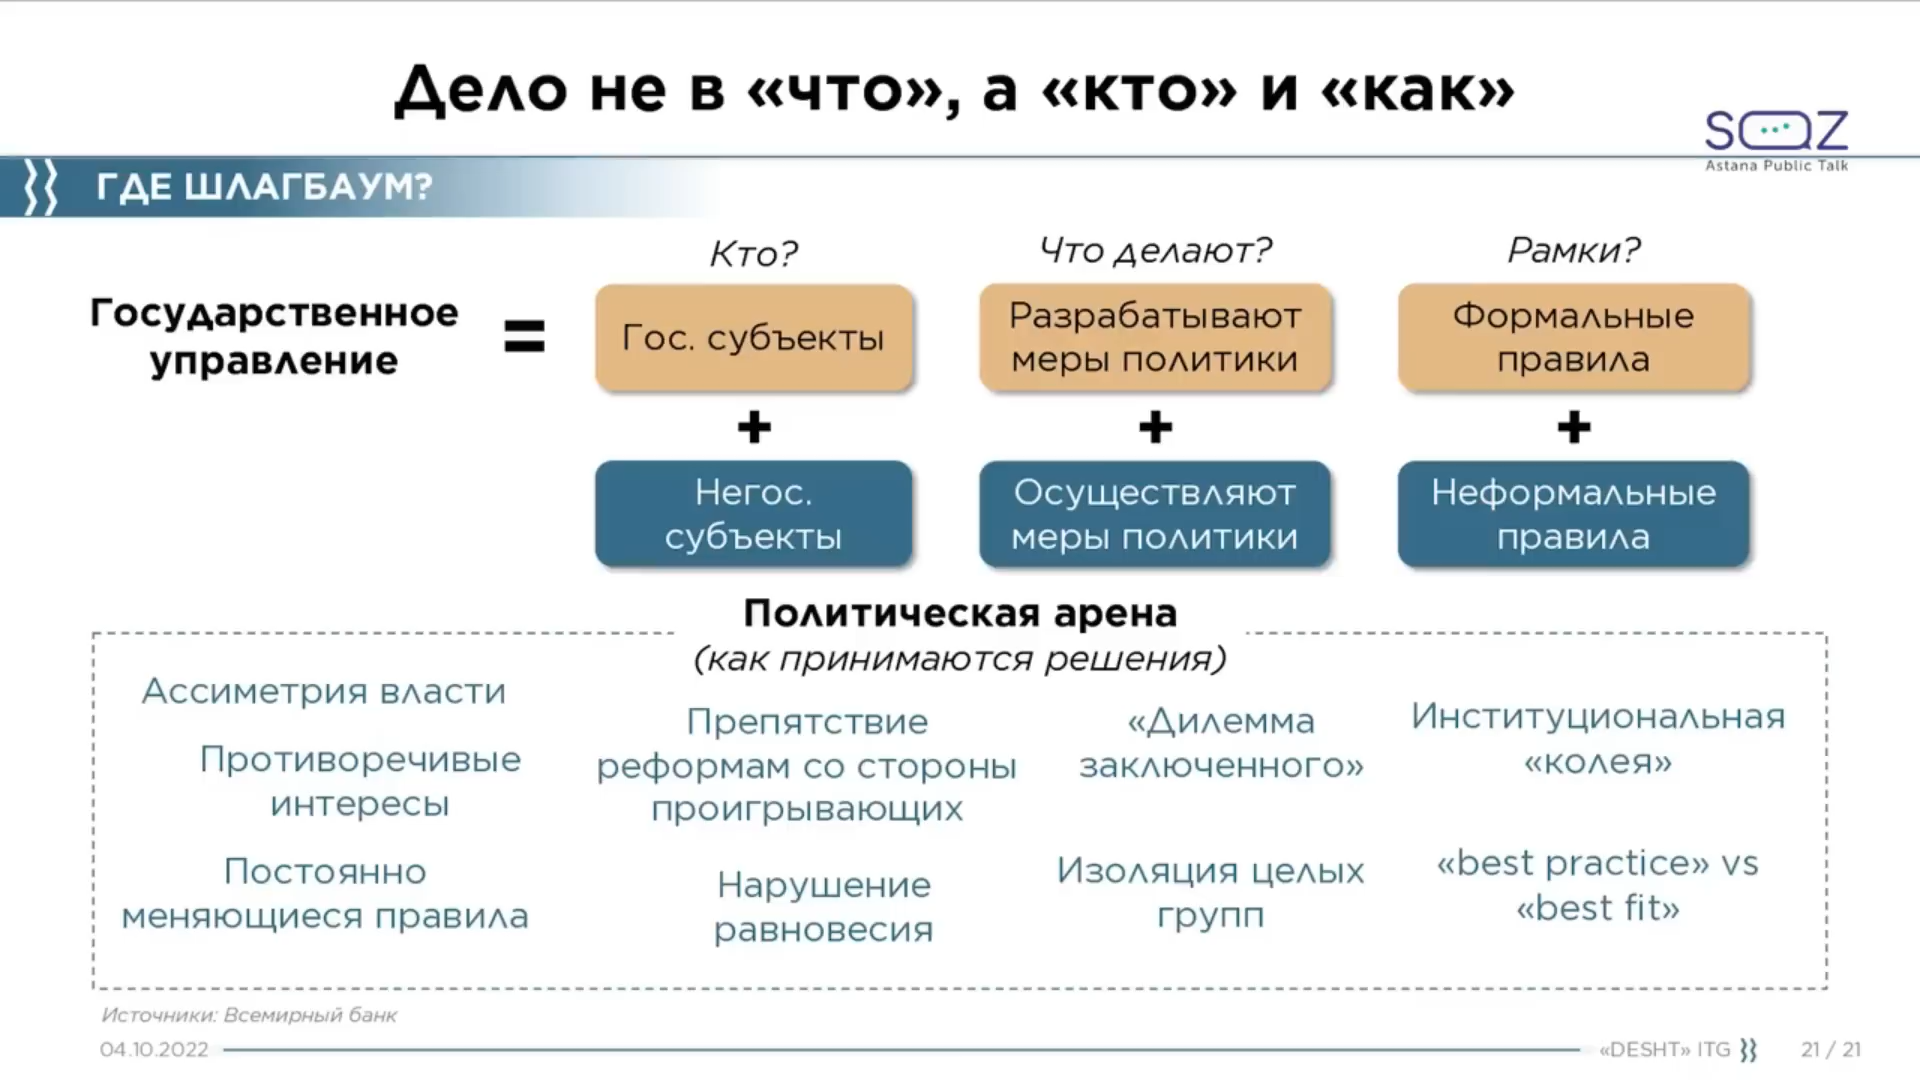 Дело не в «что», а «кто» и «как»
SOZ
Astana Public Talk
ГДЕ ШЛАГБАУМ?
Кто?
Что делают?
Рамки?
Государственное
управление
=
Гос. субъекты
Разрабатывают
меры политики
Формальные
правила
+
+
+
Негос.
субъекты
Осуществляют
меры политики
Неформальные
правила
Политическая арена
(как принимаются решения)
Ассиметрия власти
Противоречивые
интересы
Постоянно
меняющиеся правила
Препятствие
реформам со стороны
проигрывающих
Нарушение
равновесия
«Дилемма
заключенного»
Изоляция целых
групп
Институциональная
«колея»
«best practice» vs
«best fit»
Источники: Всемирный банк
04.10.2022
«DESHT» ITG
21 / 21